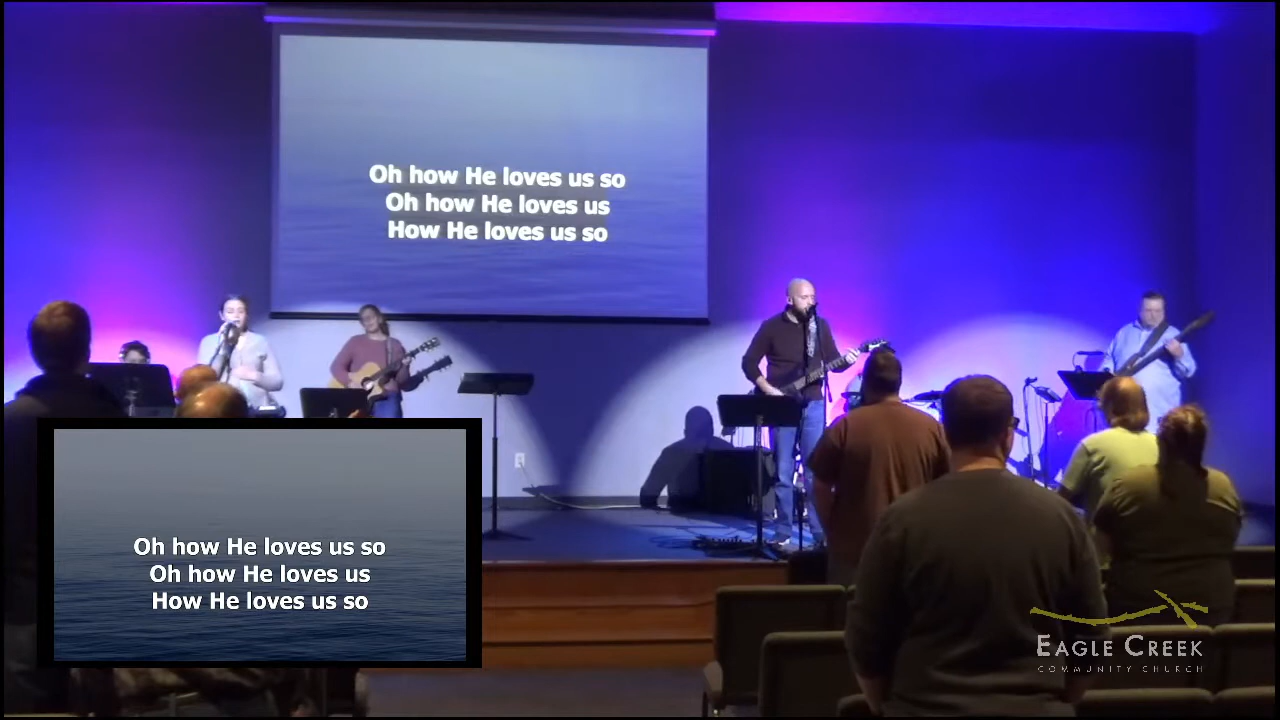 Oh how He loves us so
Oh how He loves us
How He loves us so
Oh how He loves us so
Oh how He loves us
How He loves us so
EAGLE CREEK
COMMUNITY CHURCH